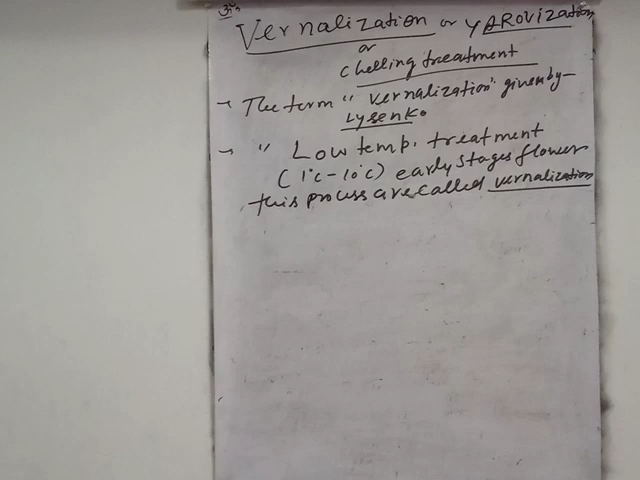 ॐ
Vernalization or YAROVIZATION
or
Chelling treatment
→ The term "vernalization" given by-
Lysenko
→ " Low temp. treatment
(1°C-10°C) early stages flower
this process are called vernalization